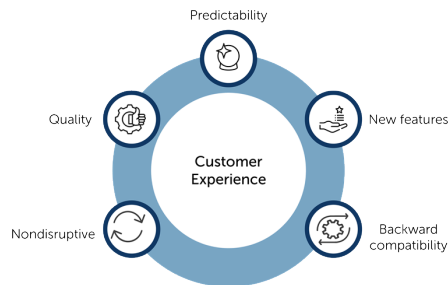 Predictability
Quality
New features
Customer
Experience
Nondisruptive
Backward
compatibility